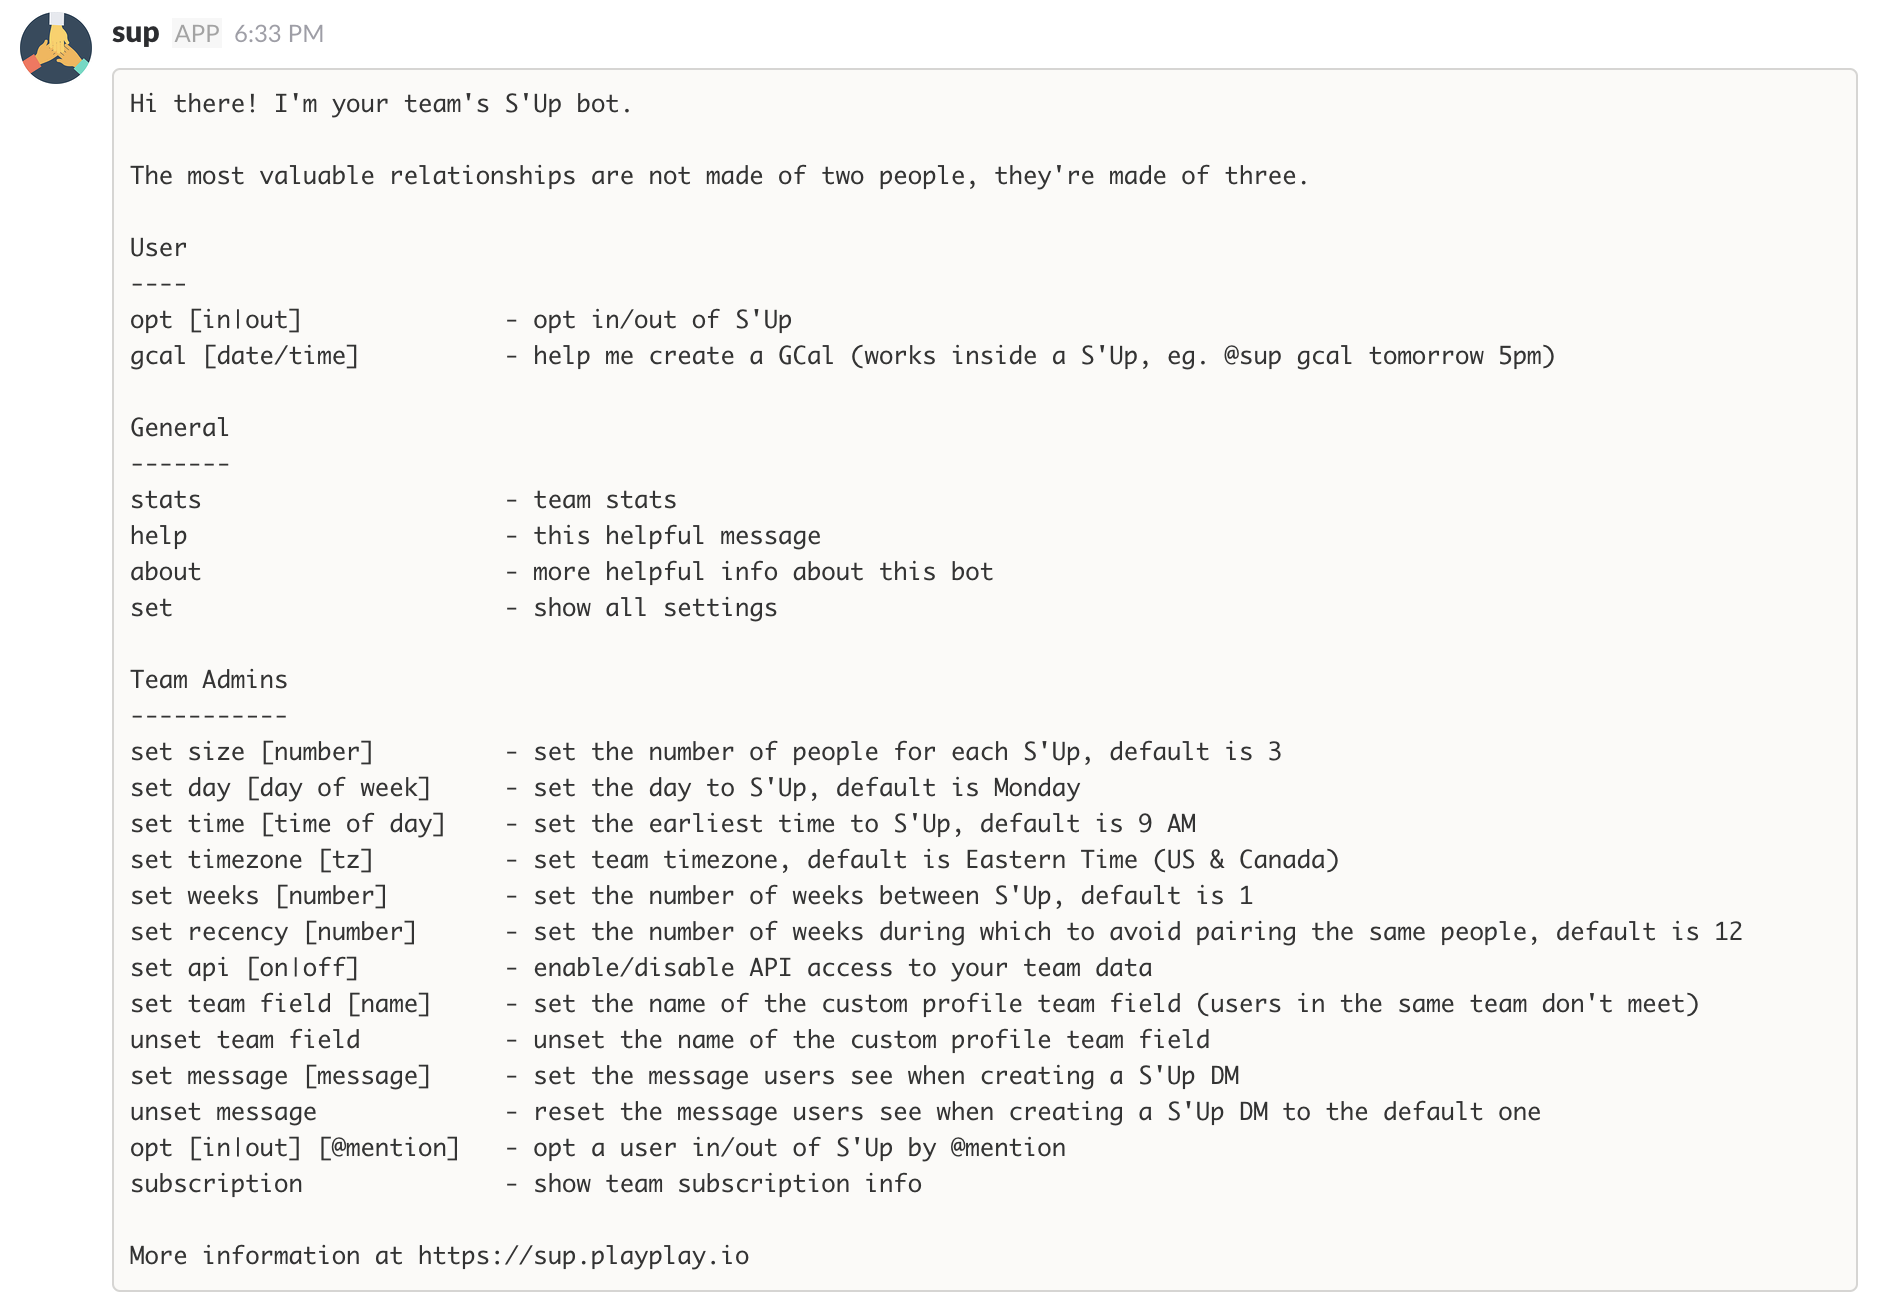 sup APP 6:33 PM
Hi there! I'm your team's S'Up bot.
The most valuable relationships are not made of two people, they're made of three.
User
----
opt [in|out]              - opt in/out of S'Up
gcal [date/time]          - help me create a GCal (works inside a S'Up, eg. @sup gcal tomorrow 5pm)
General
-------
stats                     - team stats
help                      - this helpful message
about                     - more helpful info about this bot
set                       - show all settings
Team Admins
-----------
set size [number]         - set the number of people for each S'Up, default is 3
set day [day of week]     - set the day to S'Up, default is Monday
set time [time of day]    - set the earliest time to S'Up, default is 9 AM
set timezone [tz]         - set team timezone, default is Eastern Time (US & Canada)
set weeks [number]        - set the number of weeks between S'Up, default is 1
set recency [number]      - set the number of weeks during which to avoid pairing the same people, default is 12
set api [on|off]          - enable/disable API access to your team data
set team field [name]     - set the name of the custom profile team field (users in the same team don't meet)
unset team field          - unset the name of the custom profile team field
set message [message]     - set the message users see when creating a S'Up DM
unset message             - reset the message users see when creating a S'Up DM to the default one
opt [in|out] [@mention]   - opt a user in/out of S'Up by @mention
subscription              - show team subscription info
More information at https://sup.playplay.io